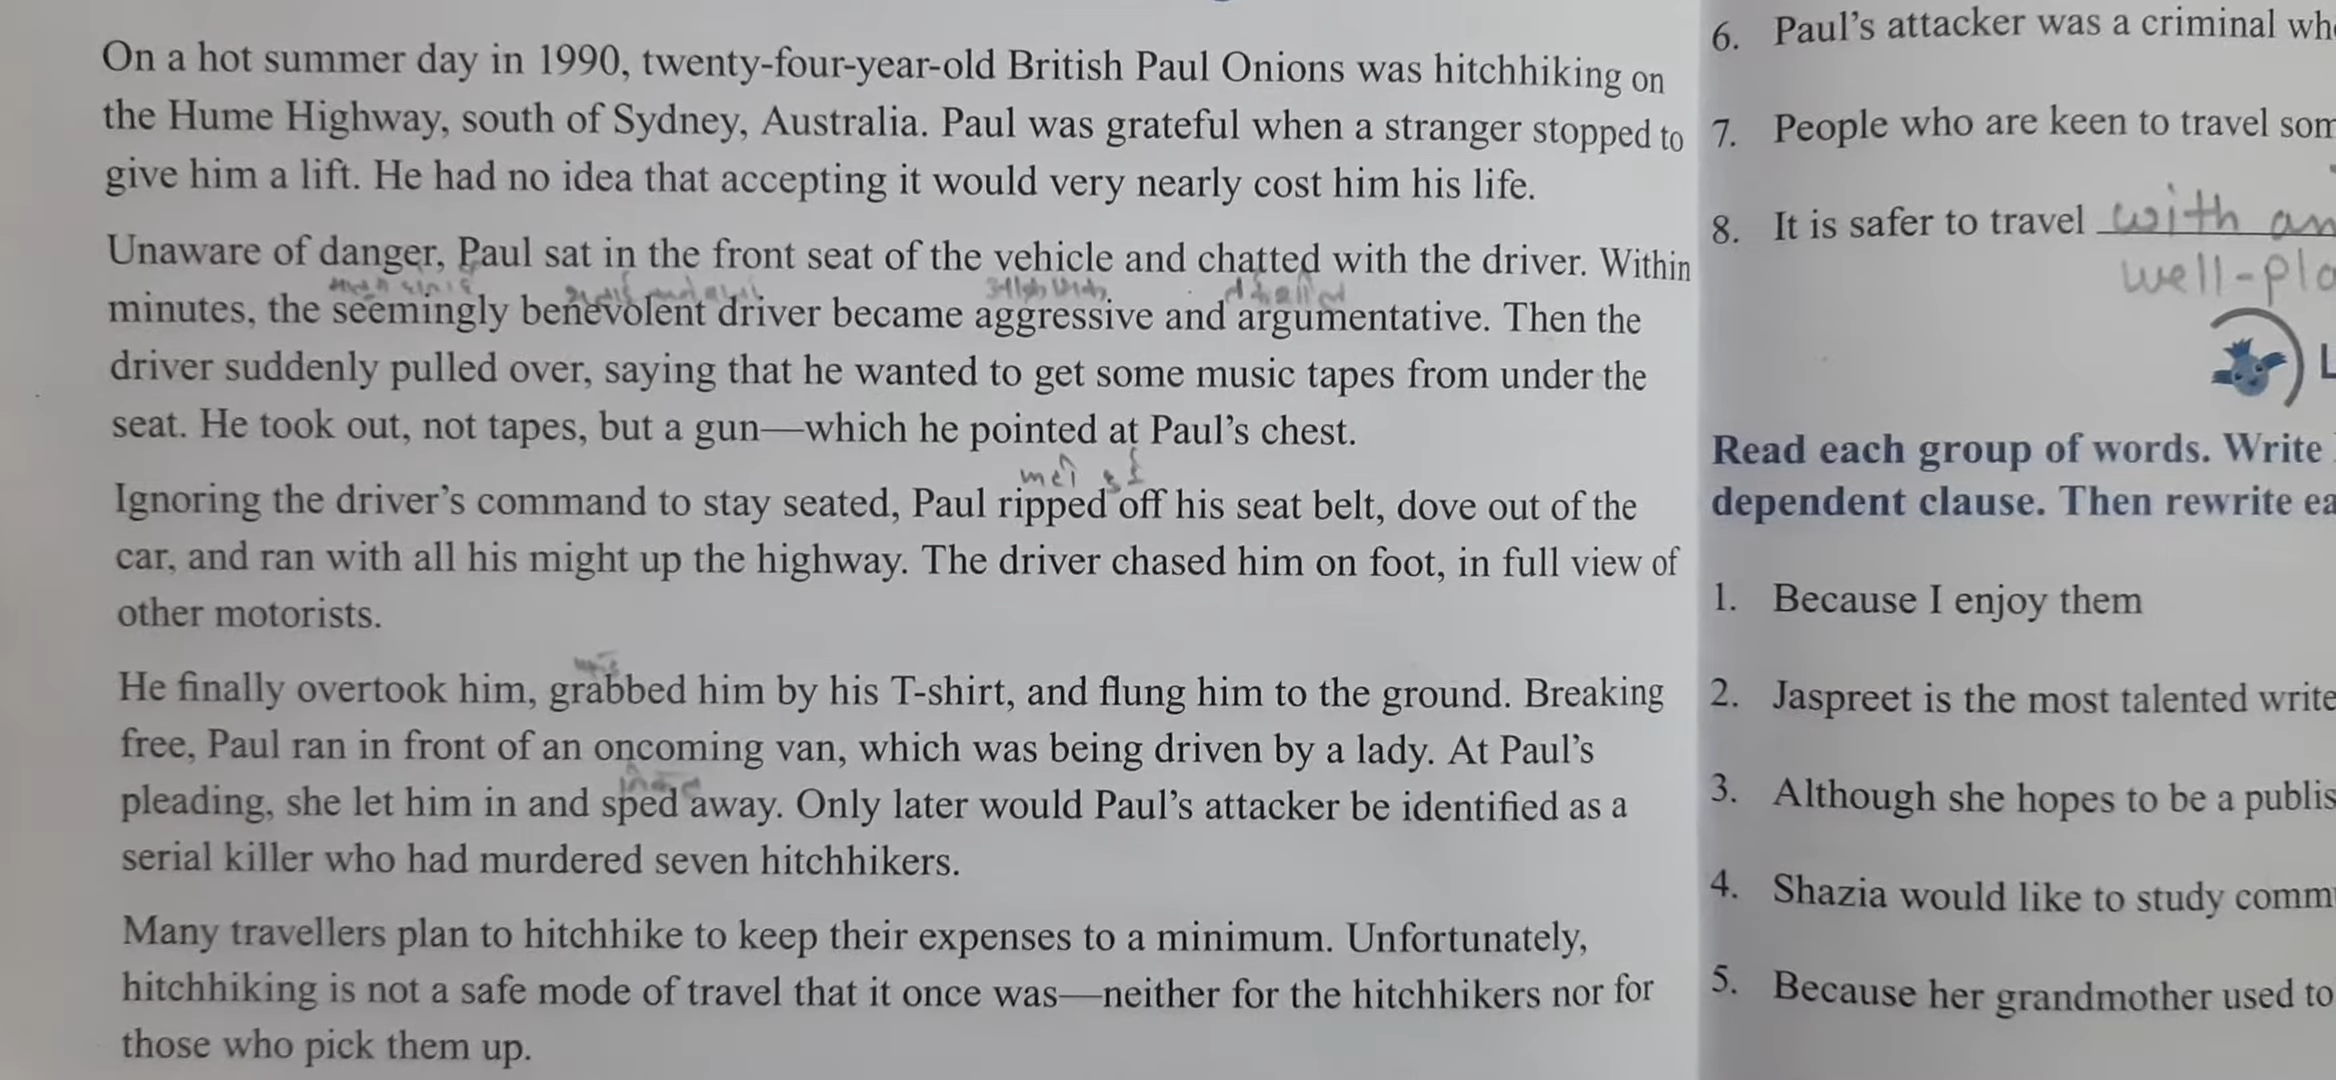 On a hot summer day in 1990, twenty-four-year-old British Paul Onions was hitchhiking on
the Hume Highway, south of Sydney, Australia. Paul was grateful when a stranger stopped to
give him a lift. He had no idea that accepting it would very nearly cost him his life.
Unaware of danger, Paul sat in the front seat of the vehicle and chatted with the driver. Within
minutes, the seemingly benevolent driver became aggressive and argumentative. Then the
driver suddenly pulled over, saying that he wanted to get some music tapes from under the
seat. He took out, not tapes, but a gun—which he pointed at Paul's chest.
Ignoring the driver's command to stay seated, Paul ripped off his seat belt, dove out of the
car, and ran with all his might up the highway. The driver chased him on foot, in full view of
other motorists.
He finally overtook him, grabbed him by his T-shirt, and flung him to the ground. Breaking
free, Paul ran in front of an oncoming van, which was being driven by a lady. At Paul's
pleading, she let him in and sped away. Only later would Paul's attacker be identified as a
serial killer who had murdered seven hitchhikers.
Many travellers plan to hitchhike to keep their expenses to a minimum. Unfortunately,
hitchhiking is not a safe mode of travel that it once was—neither for the hitchhikers nor for
those who pick them up.
6. Paul's attacker was a criminal wh
7. People who are keen to travel som
8. It is safer to travel with an
well-pla
L
Read each group of words. Write
dependent clause. Then rewrite ea
1. Because I enjoy them
2. Jaspreet is the most talented write
3. Although she hopes to be a publis
4. Shazia would like to study comm
5. Because her grandmother used to